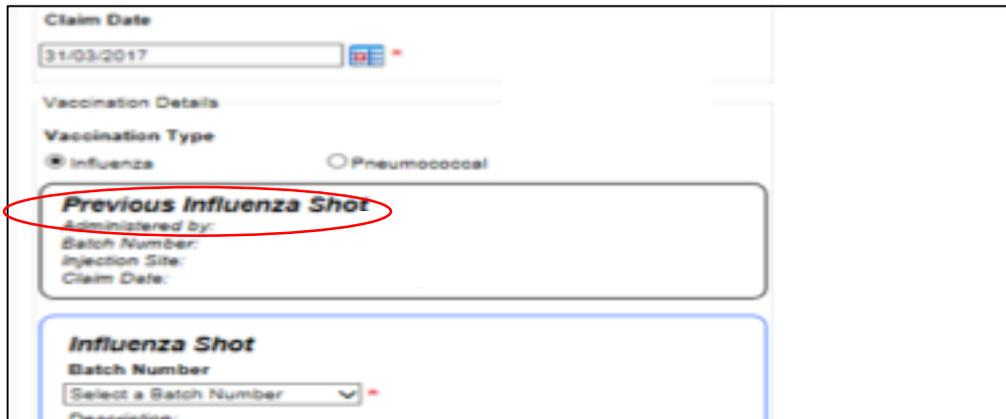 Claim Date
31/03/2017 *
Vaccination Details
Vaccination Type
Influenza Pneumococcal
Previous Influenza Shot
Administered by:
Batch Number:
Injection Site:
Claim Date:
Influenza Shot
Batch Number
Select a Batch Number *
Description: